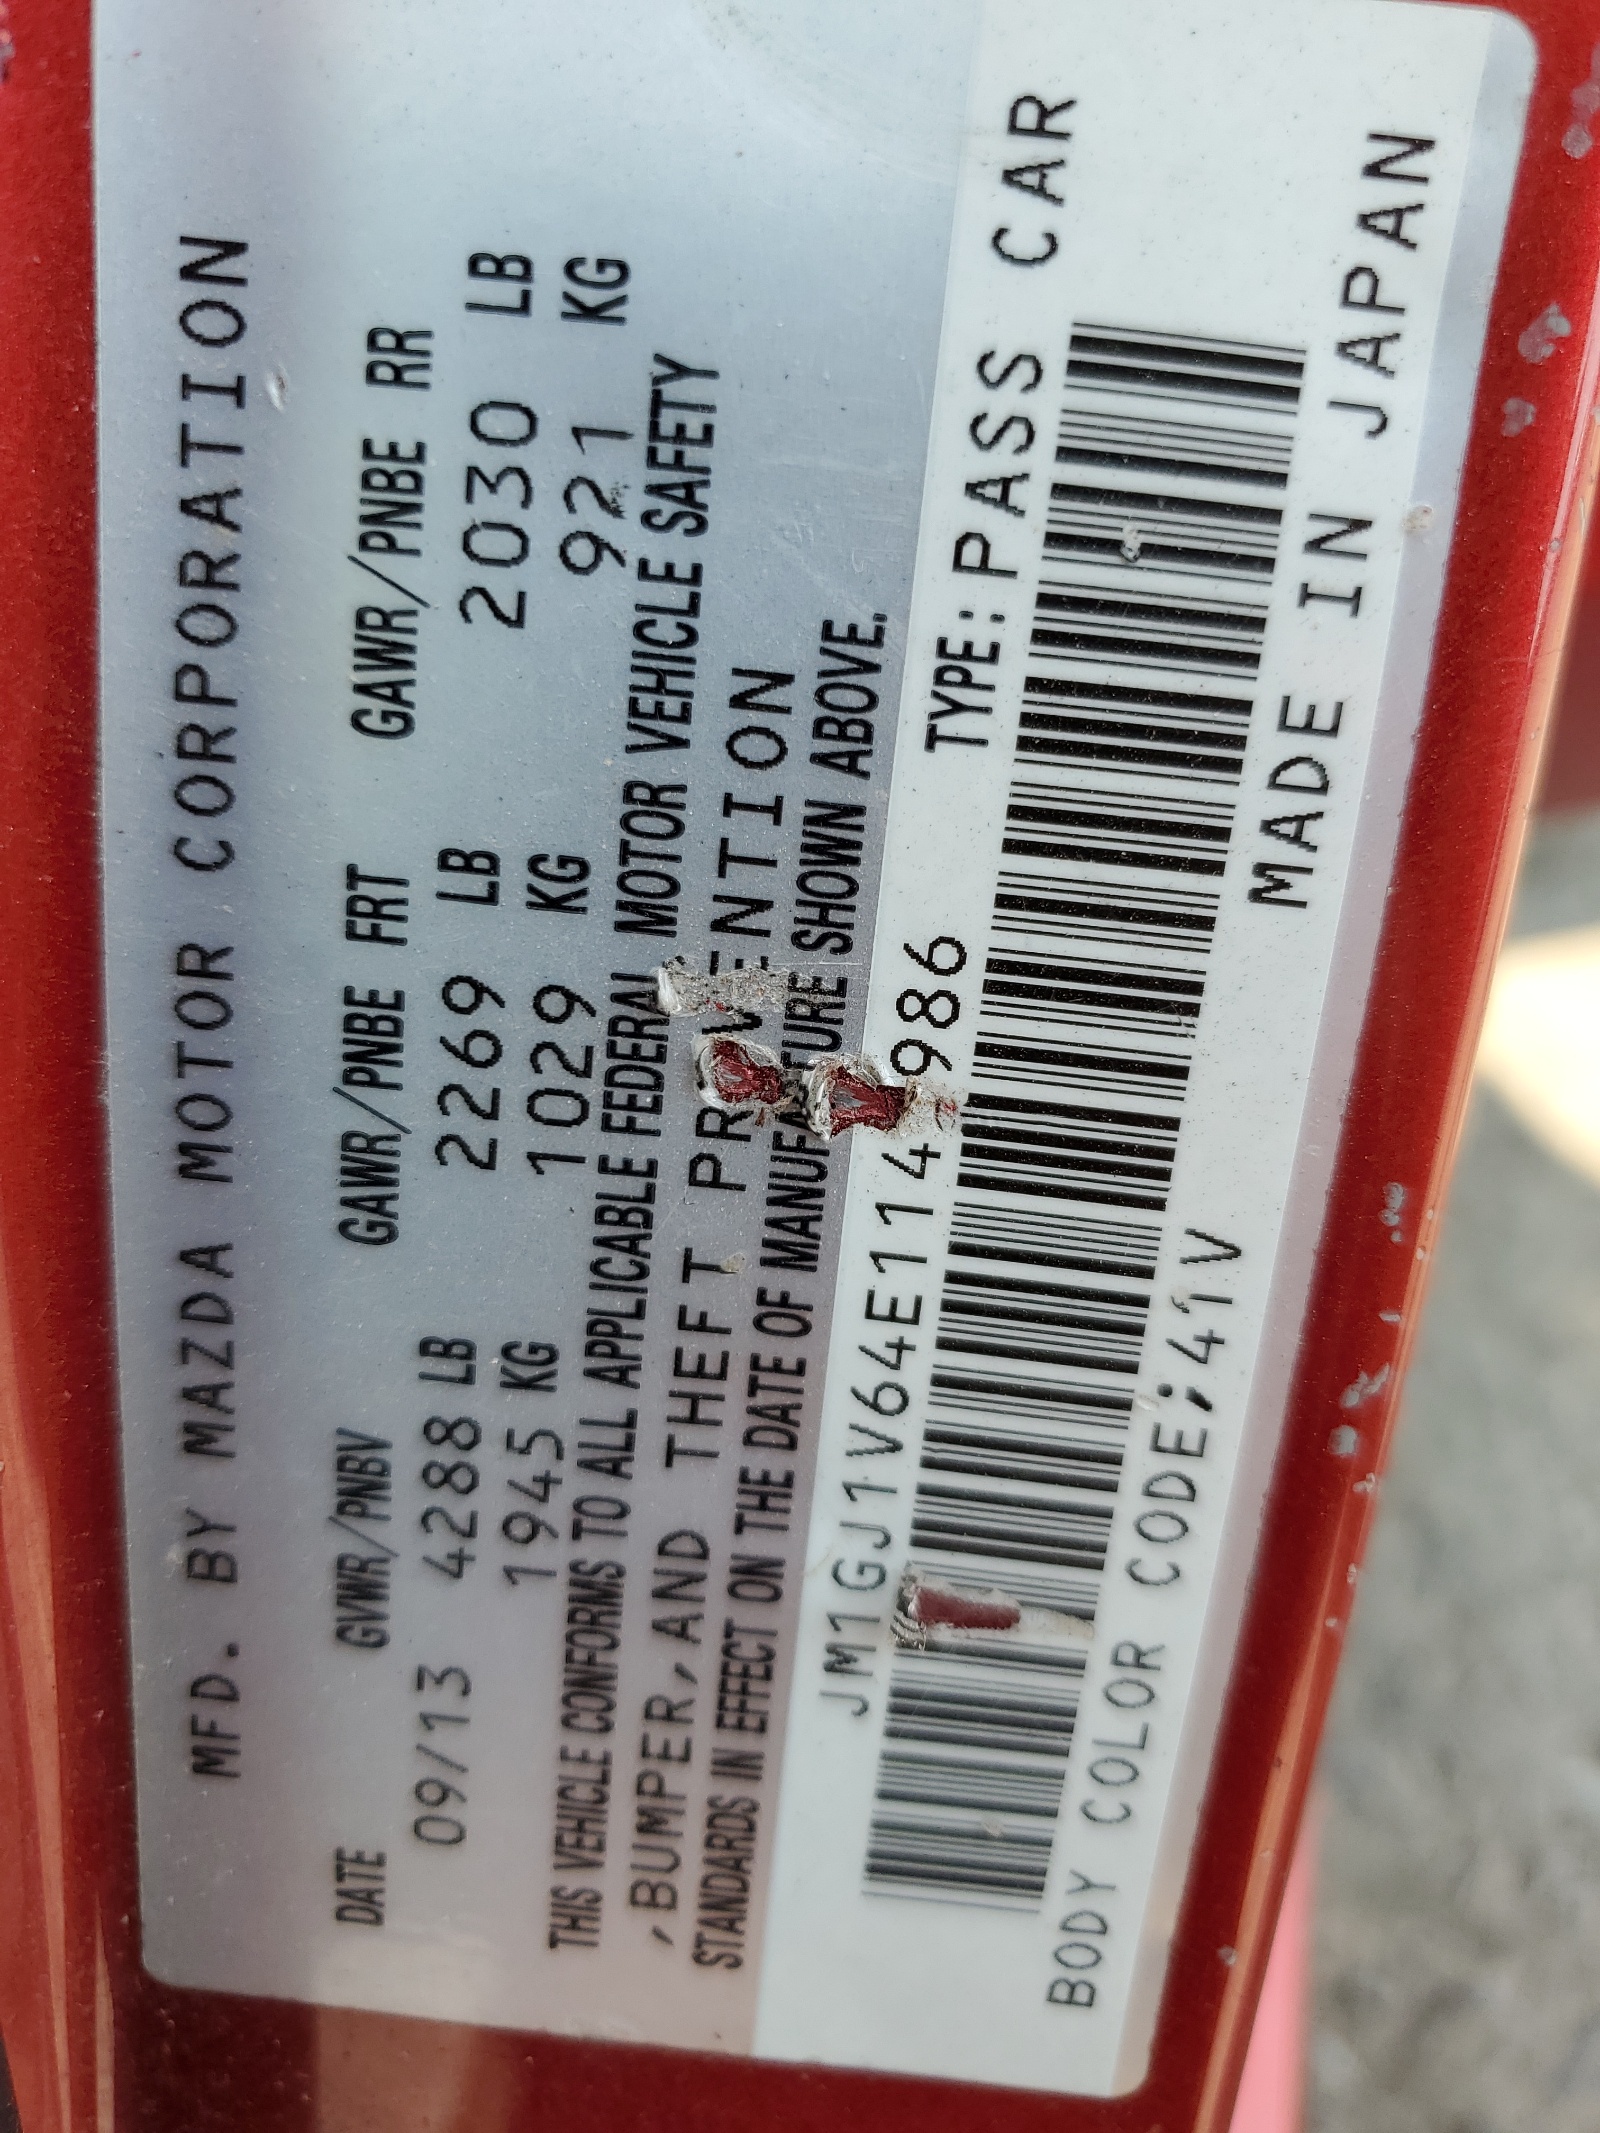 MFD. BY MAZDA MOTOR CORPORATION
DATE GVWR/PNBV GAWR/PNBE FRT GAWR/PNBE RR
09/13 4288 LB 2269 LB 2030 LB
1945 KG 1029 KG 921 KG
THIS VEHICLE CONFORMS TO ALL APPLICABLE FEDERAL MOTOR VEHICLE SAFETY
,BUMPER, AND THEFT PREVENTION
STANDARDS IN EFFECT ON THE DATE OF MANUFACTURE SHOWN ABOVE.
JM1GJ1V64E114 986 TYPE: PASS CAR
BODY COLOR CODE; 41V MADE IN JAPAN